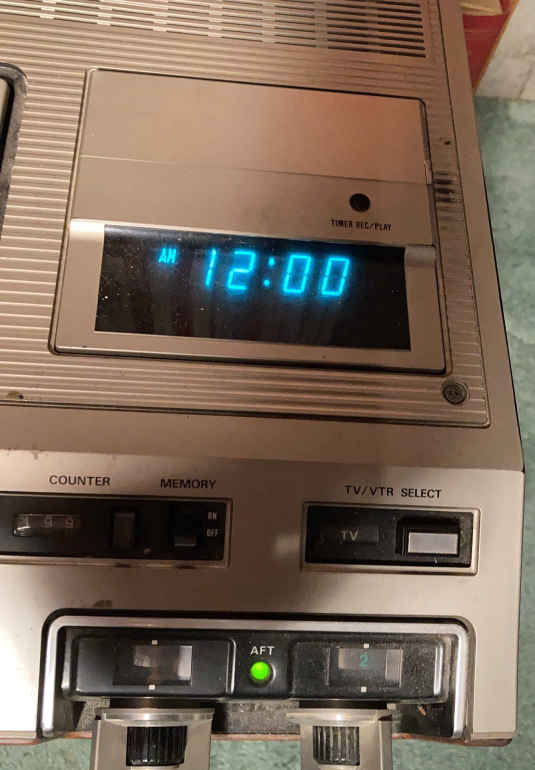 TIMER REC/PLAY
AM 12:00
COUNTER MEMORY
TV/VTR SELECT
ON
OFF
TV
AFT
2